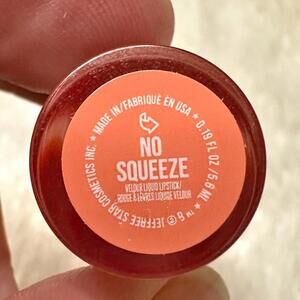 MADE IN/FABRIQUÉ EN USA ★ 0.19 FL OZ/5.6 ML ★
NO
SQUEEZE
VELOUR LIQUID LIPSTICK/
ROUGE À LÈVRES LIQUIDE VELOUR
™ & © JEFFREE STAR COSMETICS INC. ★